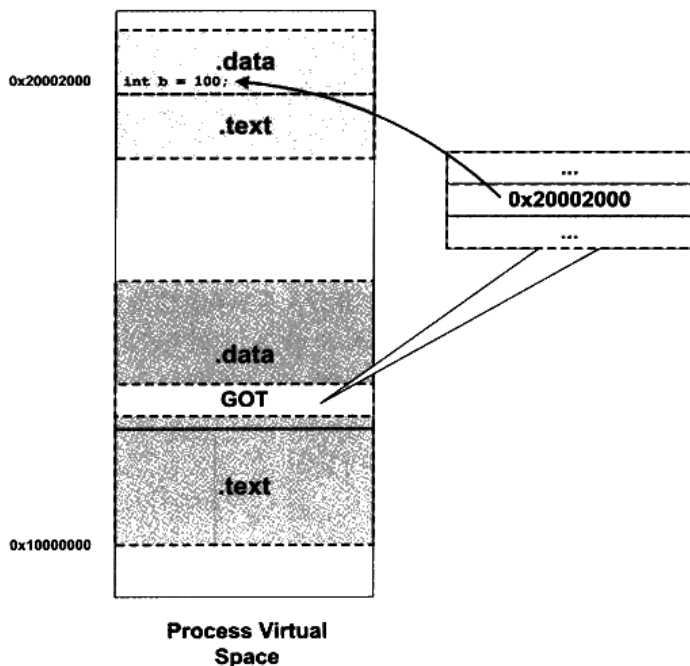 .data
0x20002000
int b = 100;
.text
...
0x20002000
...
.data
GOT
.text
0x10000000
Process Virtual
Space